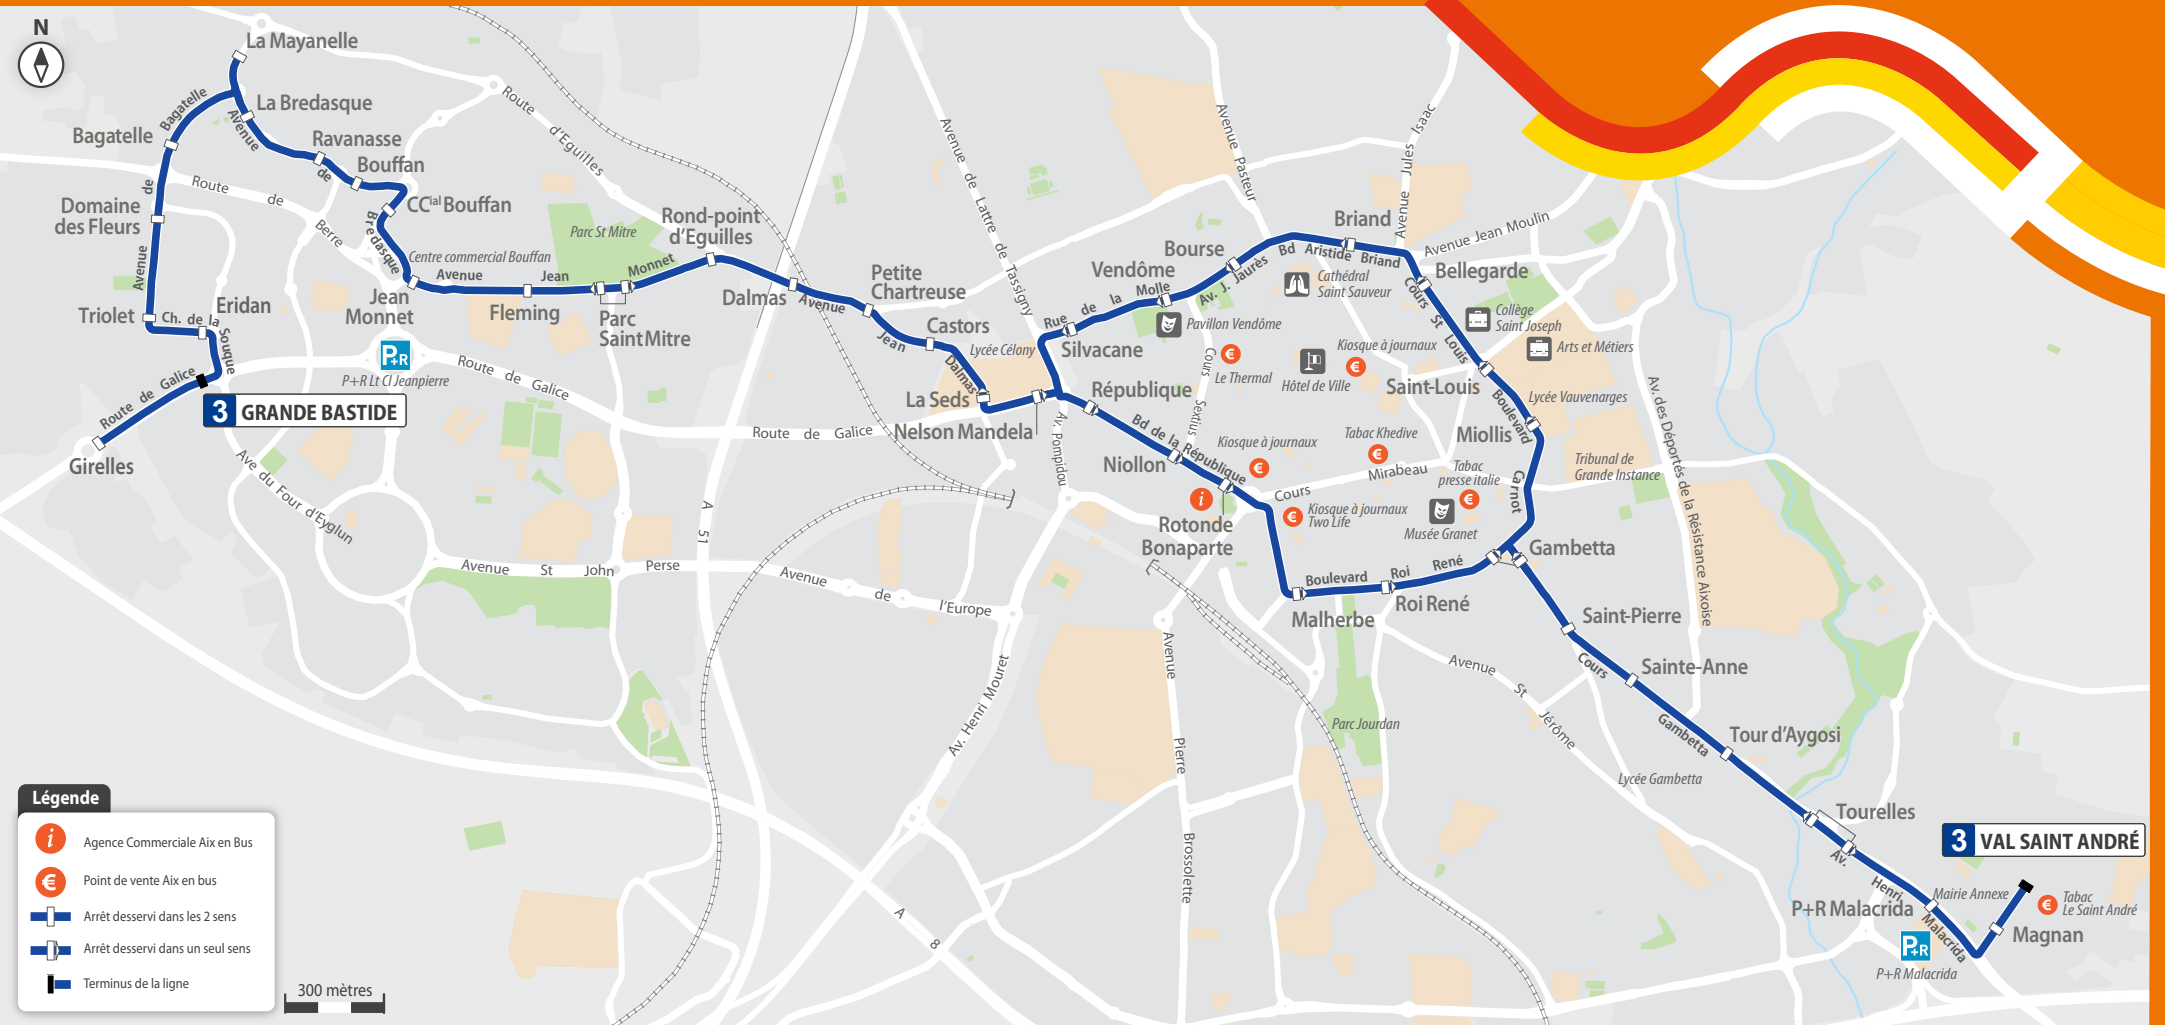 N
La Mayanelle
La Bredasque
Bagatelle
Ravanasse
Bouffan
CCial Bouffan
Domaine
des Fleurs
Triolet
Eridan
Girelles
3 GRANDE BASTIDE
Jean
Monnet
Fleming
Parc
Saint Mitre
Rond-point
d'Eguilles
Dalmas
Petite
Chartreuse
Castors
La Seds
Nelson Mandela
Silvacane
Vendôme
Bourse
Briand
Bellegarde
Saint-Louis
Miollis
Gambetta
République
Niollon
Rotonde
Bonaparte
Malherbe
Roi René
Saint-Pierre
Sainte-Anne
Tour d'Aygosi
Tourelles
P+R Malacrida
Magnan
3 VAL SAINT ANDRÉ
Avenue de Bagatelle
Avenue de Bredasque
Ch. de la Souque
Route de Galice
Route de Berre
Route d'Eguilles
Centre commercial Bouffan
Parc St Mitre
Avenue Jean Monnet
P+R
P+R Lt Cl Jeanpierre
Route de Galice
Route de Galice
Ave du Four d'Eyglun
Avenue St John Perse
A 51
Avenue de l'Europe
Av. Henri Mouret
A 8
Avenue Jean Dalmas
Lycée Célony
Av. Pompidou
Avenue de Lattre de Tassigny
Avenue Pasteur
Avenue Jules Isaac
Avenue Jean Moulin
Rue de la Molle
Av. J. Jaurès
Bd Aristide Briand
Cours St Louis
Boulevard Carnot
Cours Sextius
Bd de la République
Cours Mirabeau
Boulevard Roi René
Cours Gambetta
Av. Henri Malacrida
Avenue St Jérôme
Avenue Pierre Brossolette
Av. des Déportés de la Résistance Aixoise
Pavillon Vendôme
Cathédral
Saint Sauveur
Collège
Saint Joseph
Arts et Métiers
Le Thermal
Hôtel de Ville
Kiosque à journaux
Lycée Vauvenargues
Kiosque à journaux
Tabac Khedive
Tabac
presse italie
Tribunal de
Grande Instance
Kiosque à journaux
Two Life
Musée Granet
Parc Jourdan
Lycée Gambetta
Mairie Annexe
Tabac
Le Saint André
P+R
P+R Malacrida
Légende
i Agence Commerciale Aix en Bus
€ Point de vente Aix en bus
Arrêt desservi dans les 2 sens
Arrêt desservi dans un seul sens
Terminus de la ligne
300 mètres